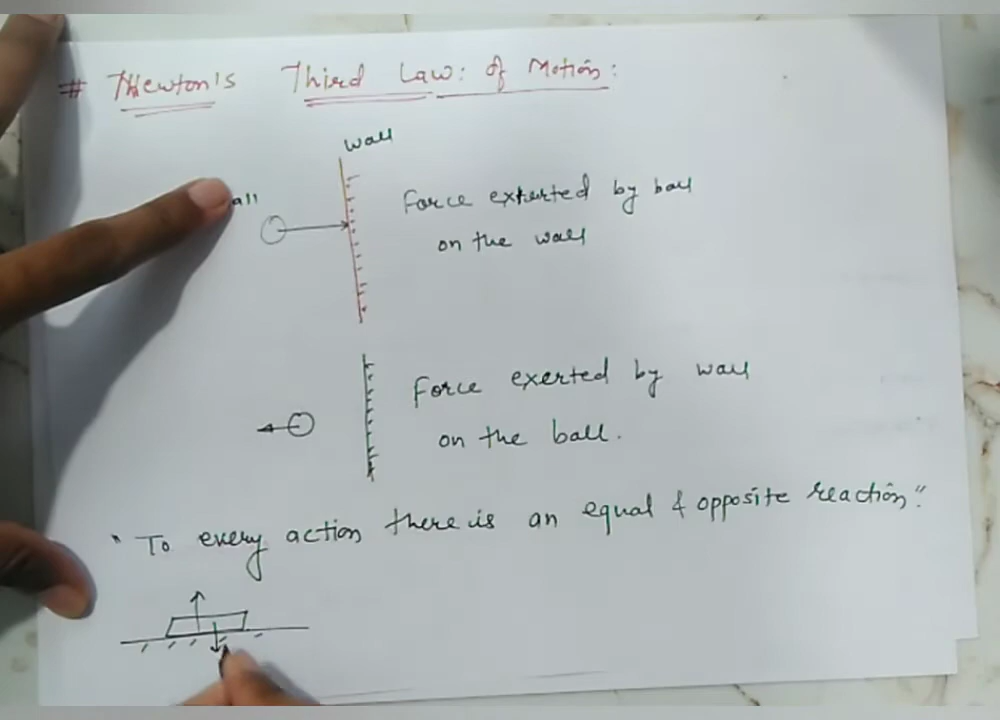 # Newton's Third Law: of Motion:
wall
all
Force exterted by ball
on the wall
Force exerted by wall
on the ball.
"To every action there is an equal & opposite reaction."